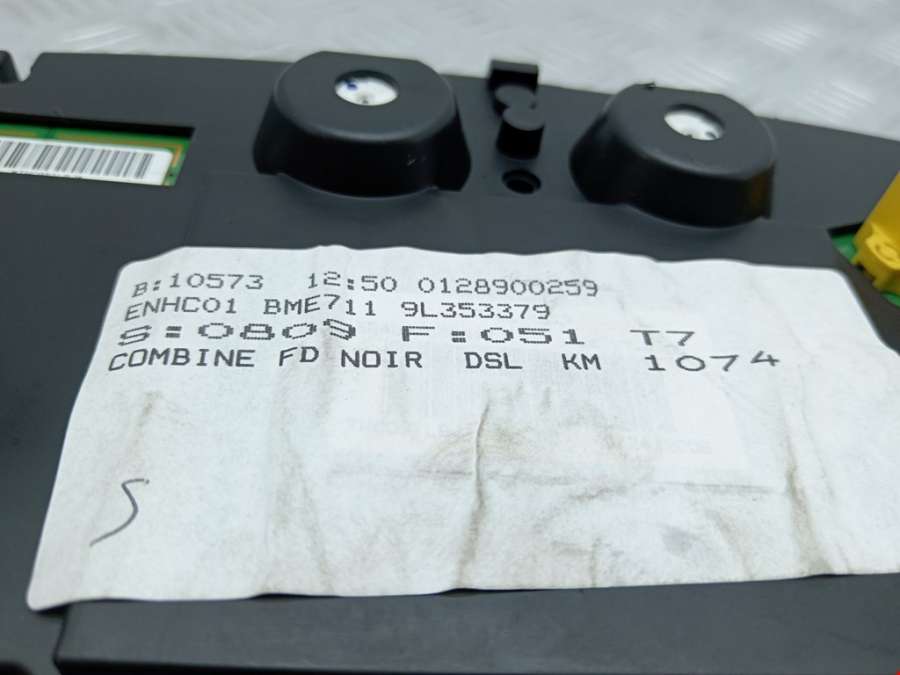 B:10573 12:50 0128900259
ENHC01 BME711 9L353379
S:0809 F:051 T7
COMBINE FD NOIR DSL KM 1074
S